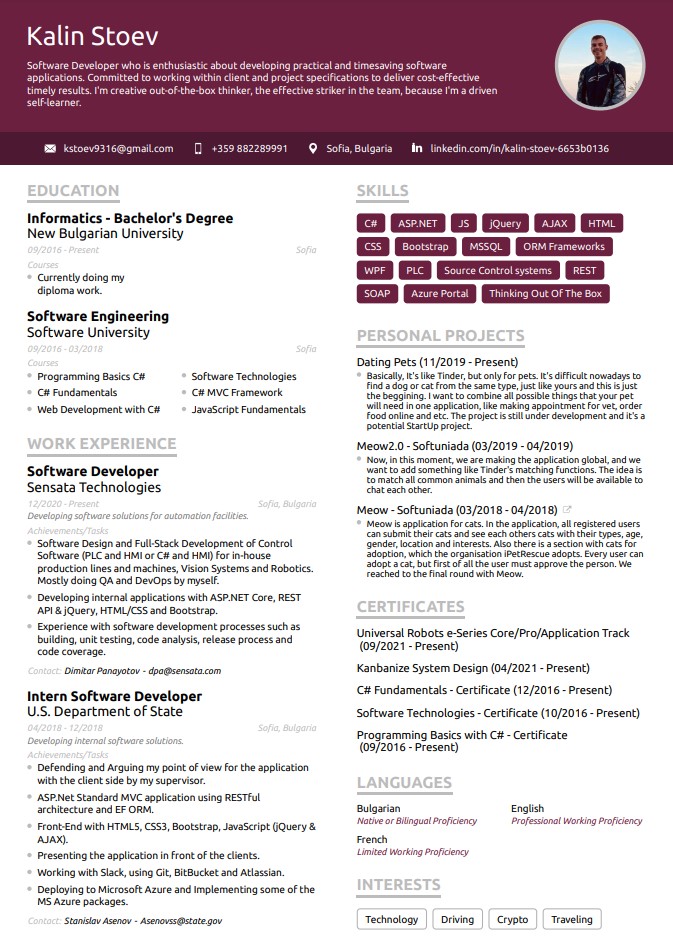 Kalin Stoev
Software Developer who is enthusiastic about developing practical and timesaving software
applications. Committed to working within client and project specifications to deliver cost-effective
timely results. I'm creative out-of-the-box thinker, the effective striker in the team, because I'm a driven
self-learner.
kstoev9316@gmail.com
+359 882289991
Sofia, Bulgaria
linkedin.com/in/kalin-stoev-6653b0136
EDUCATION
Informatics - Bachelor's Degree
New Bulgarian University
09/2016 - Present Sofia
Courses
Currently doing my
diploma work.
Software Engineering
Software University
09/2016 - 03/2018 Sofia
Courses
Programming Basics C#
C# Fundamentals
Web Development with C#
Software Technologies
C# MVC Framework
JavaScript Fundamentals
WORK EXPERIENCE
Software Developer
Sensata Technologies
12/2020 - Present Sofia, Bulgaria
Developing software solutions for automation facilities.
Achievements/Tasks
Software Design and Full-Stack Development of Control
Software (PLC and HMI or C# and HMI) for in-house
production lines and machines, Vision Systems and Robotics.
Mostly doing QA and DevOps by myself.
Developing internal applications with ASP.NET Core, REST
API & jQuery, HTML/CSS and Bootstrap.
Experience with software development processes such as
building, unit testing, code analysis, release process and
code coverage.
Contact: Dimitar Panayotov - dpa@sensata.com
Intern Software Developer
U.S. Department of State
04/2018 - 12/2018 Sofia, Bulgaria
Developing internal software solutions.
Achievements/Tasks
Defending and Arguing my point of view for the application
with the client side by my supervisor.
ASP.Net Standard MVC application using RESTful
architecture and EF ORM.
Front-End with HTML5, CSS3, Bootstrap, JavaScript (jQuery &
AJAX).
Presenting the application in front of the clients.
Working with Slack, using Git, BitBucket and Atlassian.
Deploying to Microsoft Azure and Implementing some of the
MS Azure packages.
Contact: Stanislav Asenov - Asenovss@state.gov
SKILLS
C# ASP.NET JS jQuery AJAX HTML
CSS Bootstrap MSSQL ORM Frameworks
WPF PLC Source Control systems REST
SOAP Azure Portal Thinking Out Of The Box
PERSONAL PROJECTS
Dating Pets (11/2019 - Present)
Basically, It's like Tinder, but only for pets. It's difficult nowadays to
find a dog or cat from the same type, just like yours and this is just
the beggining. I want to combine all possible things that your pet
will need in one application, like making appointment for vet, order
food online and etc. The project is still under development and it's a
potential StartUp project.
Meow2.0 - Softuniada (03/2019 - 04/2019)
Now, in this moment, we are making the application global, and we
want to add something like Tinder's matching functions. The idea is
to match all common animals and then the users will be available to
chat each other.
Meow - Softuniada (03/2018 - 04/2018)
Meow is application for cats. In the application, all registered users
can submit their cats and see each others cats with their types, age,
gender, location and interests. Also there is a section with cats for
adoption, which the organisation iPetRescue adopts. Every user can
adopt a cat, but first of all the user must approve the person. We
reached to the final round with Meow.
CERTIFICATES
Universal Robots e-Series Core/Pro/Application Track
(09/2021 - Present)
Kanbanize System Design (04/2021 - Present)
C# Fundamentals - Certificate (12/2016 - Present)
Software Technologies - Certificate (10/2016 - Present)
Programming Basics with C# - Certificate
(09/2016 - Present)
LANGUAGES
Bulgarian
Native or Bilingual Proficiency
English
Professional Working Proficiency
French
Limited Working Proficiency
INTERESTS
Technology Driving Crypto Traveling